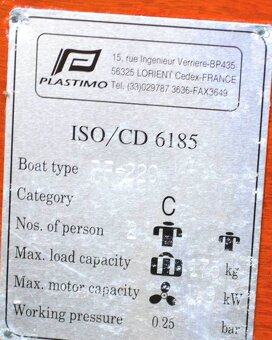 PLASTIMO
15, rue Ingenieur Verriere-BP435
56325 LORIENT Cedex-FRANCE
Tel. (33)029787 3636-FAX3649
ISO/CD 6185
Boat type
Category C
Nos. of person
Max. load capacity kg
Max. motor capacity kW
Working pressure 0.25 bar